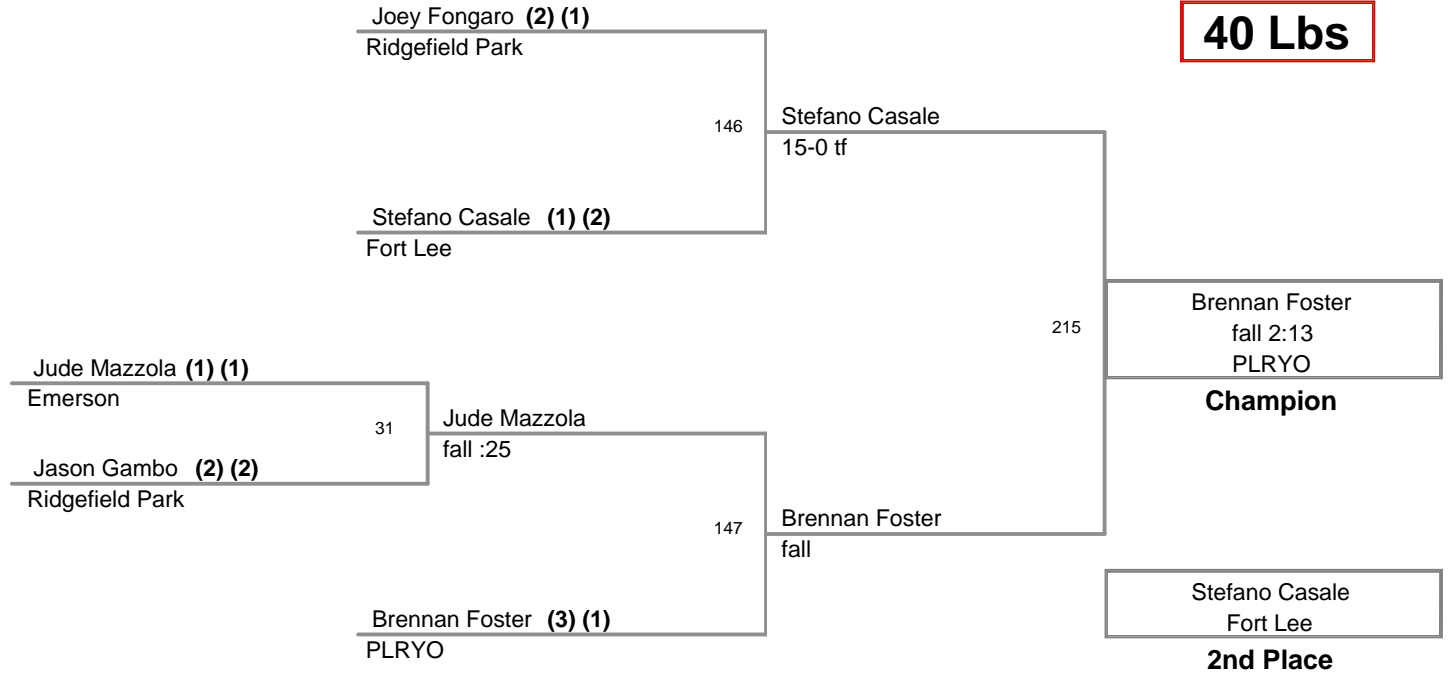 40 Lbs
Joey Fongaro (2) (1)
Ridgefield Park
146
Stefano Casale
15-0 tf
Stefano Casale (1) (2)
Fort Lee
215
Brennan Foster
fall 2:13
PLRYO
Champion
Jude Mazzola (1) (1)
Emerson
31
Jude Mazzola
fall :25
Jason Gambo (2) (2)
Ridgefield Park
147
Brennan Foster
fall
Brennan Foster (3) (1)
PLRYO
Stefano Casale
Fort Lee
2nd Place